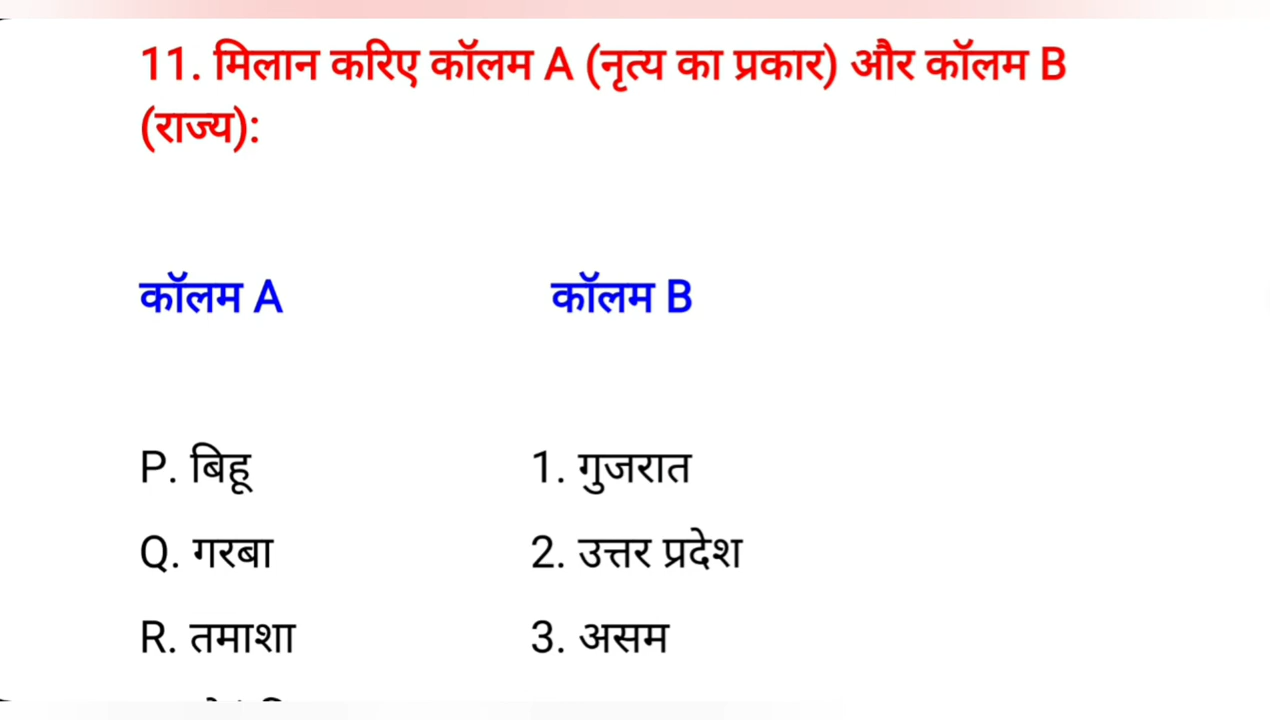 11. मिलान करिए कॉलम A (नृत्य का प्रकार) और कॉलम B
(राज्य):
कॉलम A कॉलम B
P. बिहू 1. गुजरात
Q. गरबा 2. उत्तर प्रदेश
R. तमाशा 3. असम